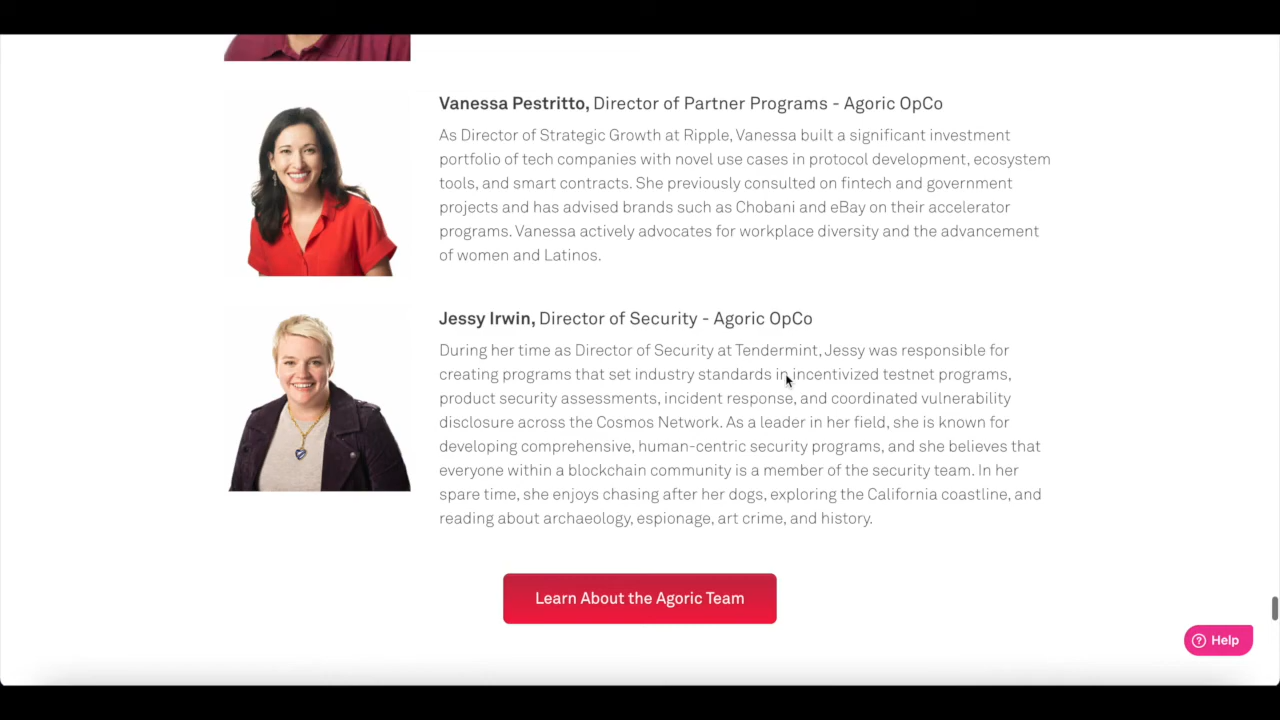 Vanessa Pestritto, Director of Partner Programs - Agoric OpCo
As Director of Strategic Growth at Ripple, Vanessa built a significant investment
portfolio of tech companies with novel use cases in protocol development, ecosystem
tools, and smart contracts. She previously consulted on fintech and government
projects and has advised brands such as Chobani and eBay on their accelerator
programs. Vanessa actively advocates for workplace diversity and the advancement
of women and Latinos.
Jessy Irwin, Director of Security - Agoric OpCo
During her time as Director of Security at Tendermint, Jessy was responsible for
creating programs that set industry standards in incentivized testnet programs,
product security assessments, incident response, and coordinated vulnerability
disclosure across the Cosmos Network. As a leader in her field, she is known for
developing comprehensive, human-centric security programs, and she believes that
everyone within a blockchain community is a member of the security team. In her
spare time, she enjoys chasing after her dogs, exploring the California coastline, and
reading about archaeology, espionage, art crime, and history.
Learn About the Agoric Team
Help